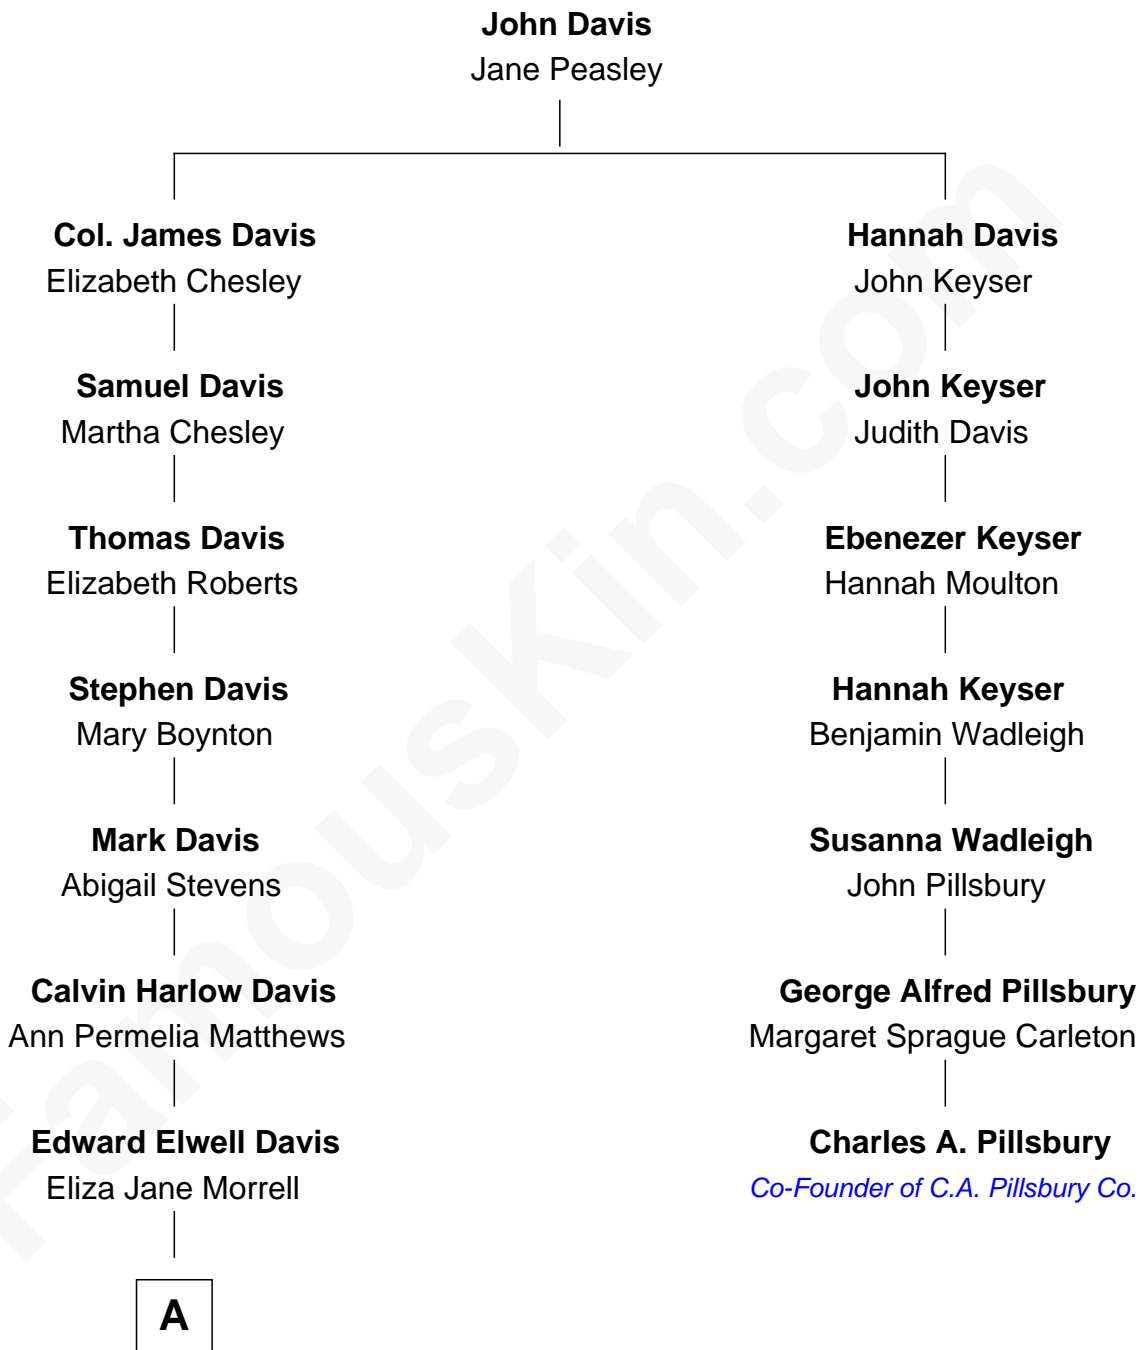 John Davis
Jane Peasley
Col. James Davis
Elizabeth Chesley
Hannah Davis
John Keyser
Samuel Davis
Martha Chesley
John Keyser
Judith Davis
Thomas Davis
Elizabeth Roberts
Ebenezer Keyser
Hannah Moulton
Stephen Davis
Mary Boynton
Hannah Keyser
Benjamin Wadleigh
Mark Davis
Abigail Stevens
Susanna Wadleigh
John Pillsbury
Calvin Harlow Davis
Ann Permelia Matthews
George Alfred Pillsbury
Margaret Sprague Carleton
Edward Elwell Davis
Eliza Jane Morrell
Charles A. Pillsbury
Co-Founder of C.A. Pillsbury Co.
A
FamousKin.com